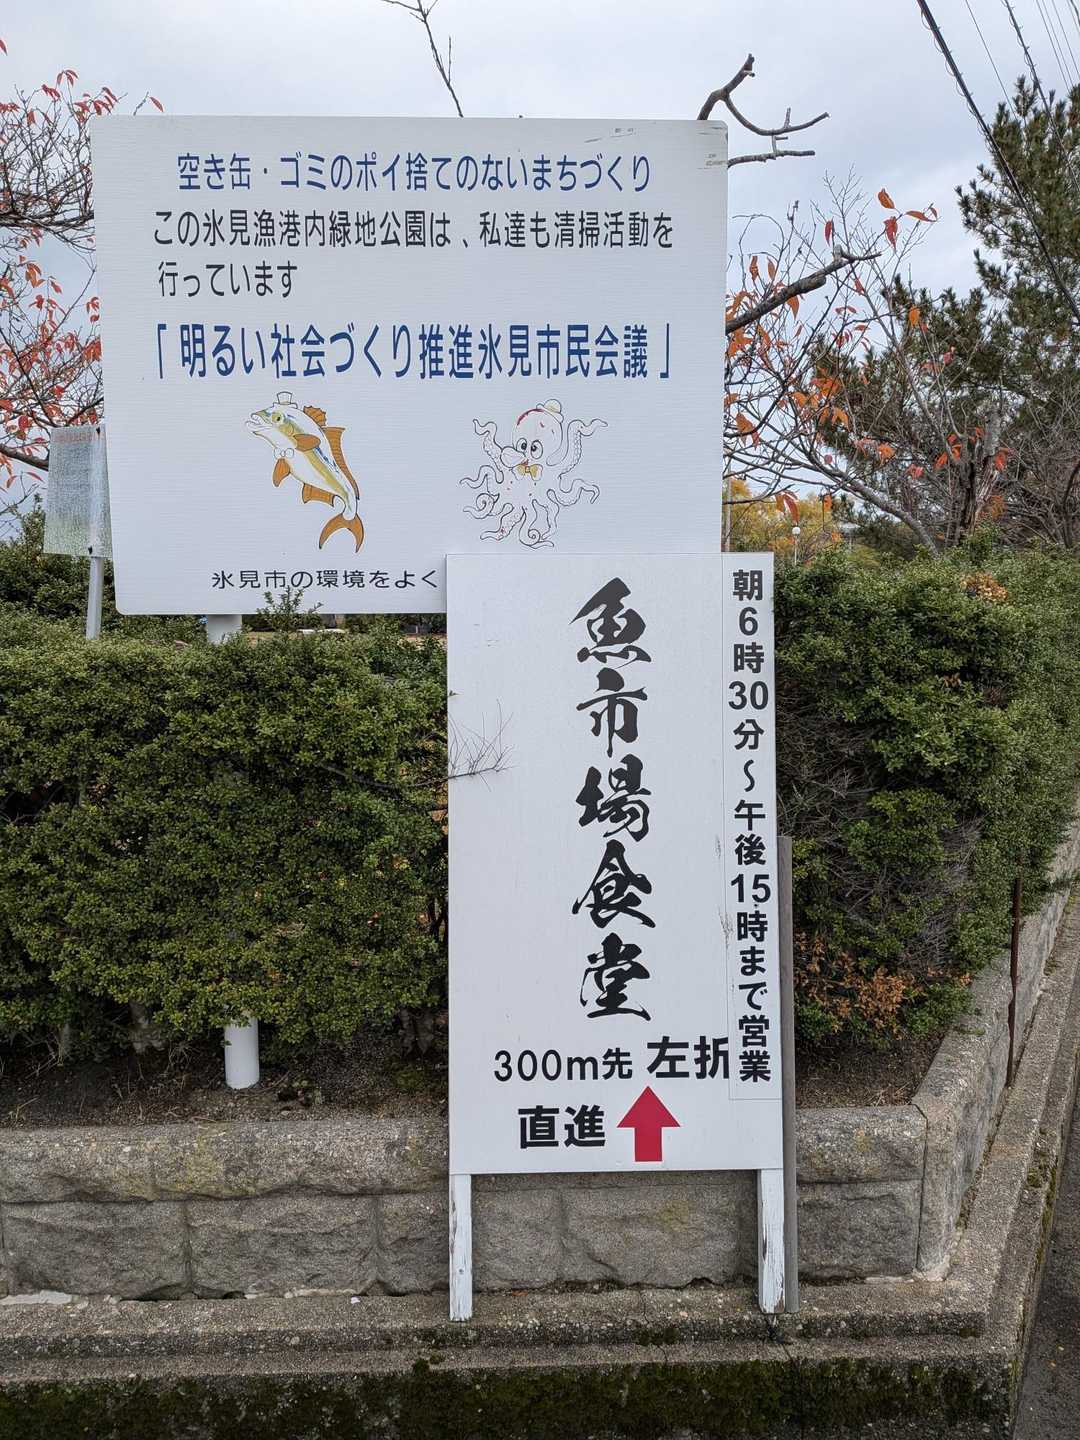 空き缶・ゴミのポイ捨てのないまちづくり
この氷見漁港内緑地公園は、私達も清掃活動を
行っています
「明るい社会づくり推進氷見市民会議」
氷見市の環境をよく
魚市場食堂
朝6時30分～午後15時まで営業
300m先 左折
直進